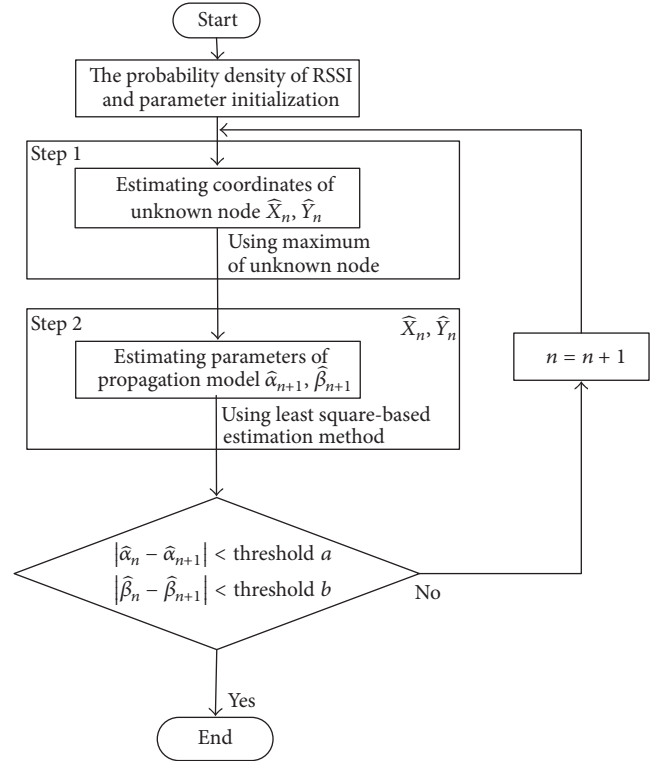 Start
The probability density of RSSI
and parameter initialization
Step 1
Estimating coordinates of
unknown node X̂ₙ, Ŷₙ
Using maximum
of unknown node
Step 2
X̂ₙ, Ŷₙ
Estimating parameters of
propagation model α̂ₙ₊₁, β̂ₙ₊₁
Using least square-based
estimation method
n = n + 1
|α̂ₙ − α̂ₙ₊₁| < threshold a
|β̂ₙ − β̂ₙ₊₁| < threshold b
No
Yes
End